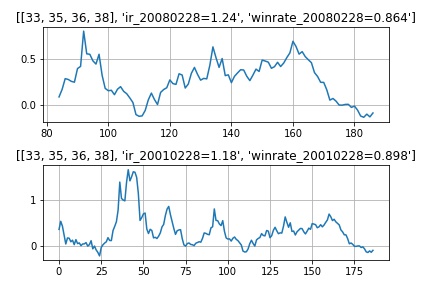 [[33, 35, 36, 38], 'ir_20080228=1.24', 'winrate_20080228=0.864']
0.5
0.0
80 100 120 140 160 180
[[33, 35, 36, 38], 'ir_20010228=1.18', 'winrate_20010228=0.898']
1
0
0 25 50 75 100 125 150 175